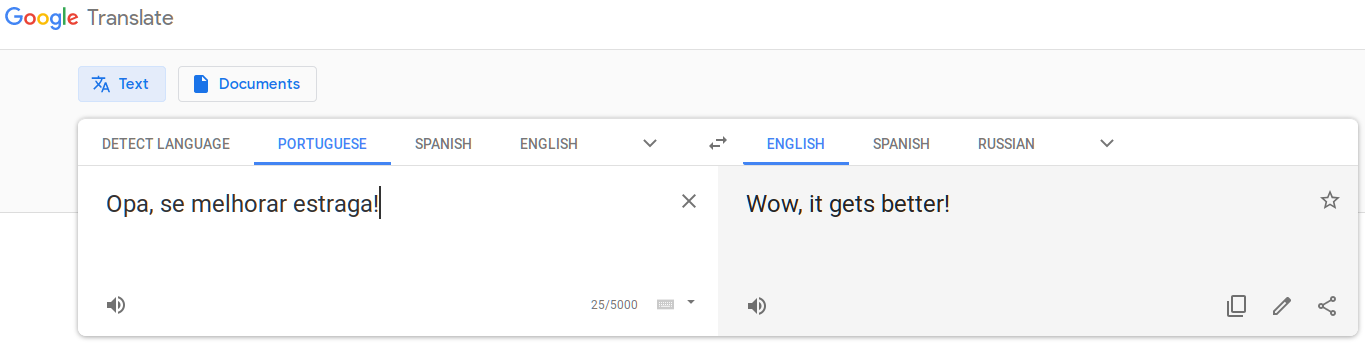 Google Translate
Text Documents
DETECT LANGUAGE PORTUGUESE SPANISH ENGLISH ENGLISH SPANISH RUSSIAN
Opa, se melhorar estraga!
Wow, it gets better!
25/5000